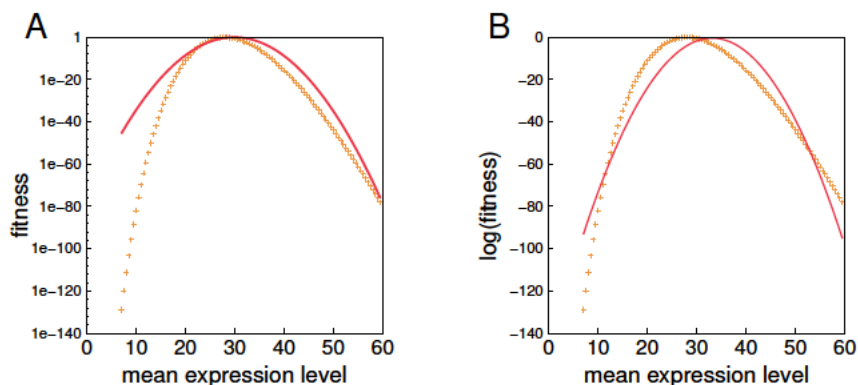 A
1
1e−20
1e−40
1e−60
1e−80
1e−100
1e−120
1e−140
fitness
0 10 20 30 40 50 60
mean expression level
B
0
−20
−40
−60
−80
−100
−120
−140
log(fitness)
0 10 20 30 40 50 60
mean expression level